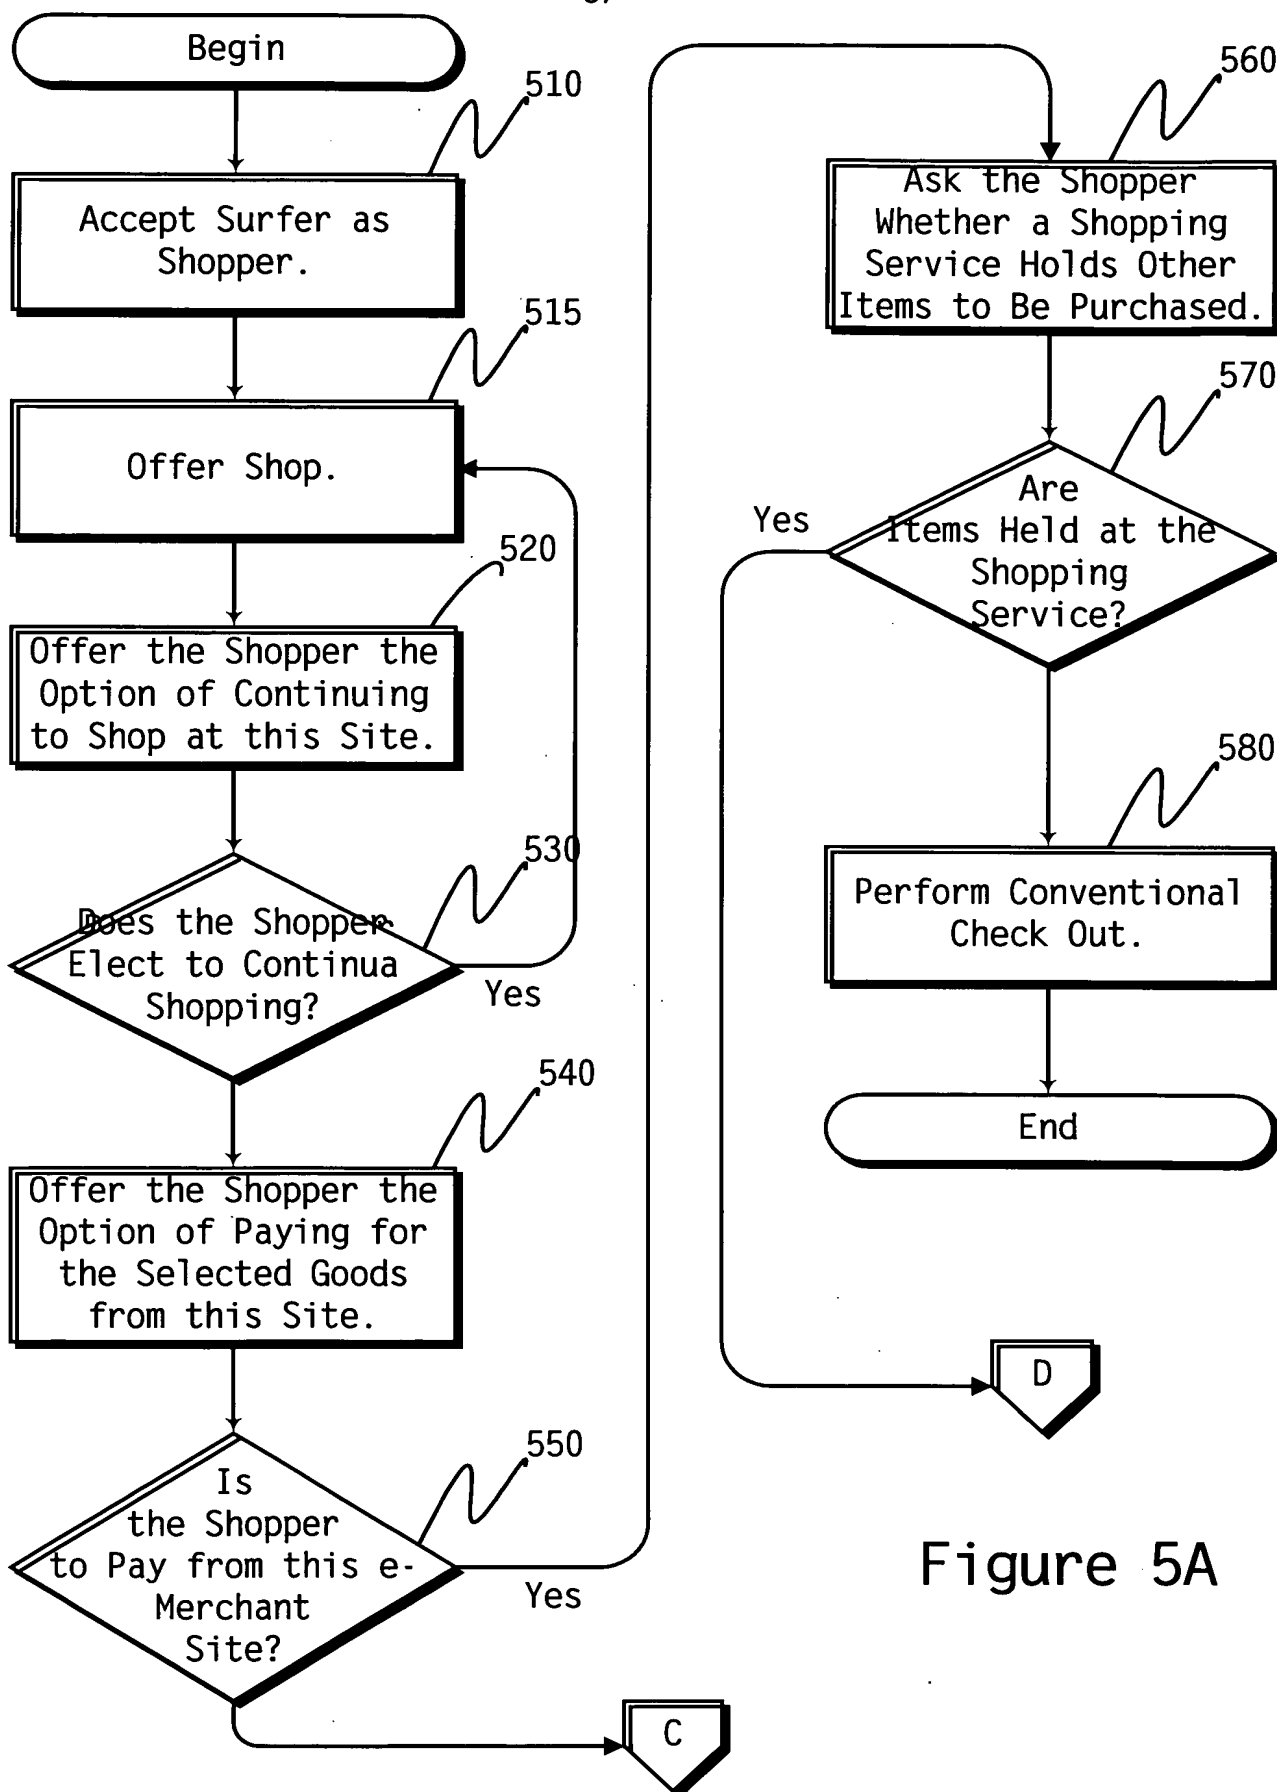 Begin
510
Accept Surfer as
Shopper.
515
Offer Shop.
520
Offer the Shopper the
Option of Continuing
to Shop at this Site.
530
Does the Shopper
Elect to Continua
Shopping?
Yes
540
Offer the Shopper the
Option of Paying for
the Selected Goods
from this Site.
550
Is
the Shopper
to Pay from this e-
Merchant
Site?
Yes
C
560
Ask the Shopper
Whether a Shopping
Service Holds Other
Items to Be Purchased.
570
Are
Items Held at the
Shopping
Service?
Yes
580
Perform Conventional
Check Out.
End
D
Figure 5A